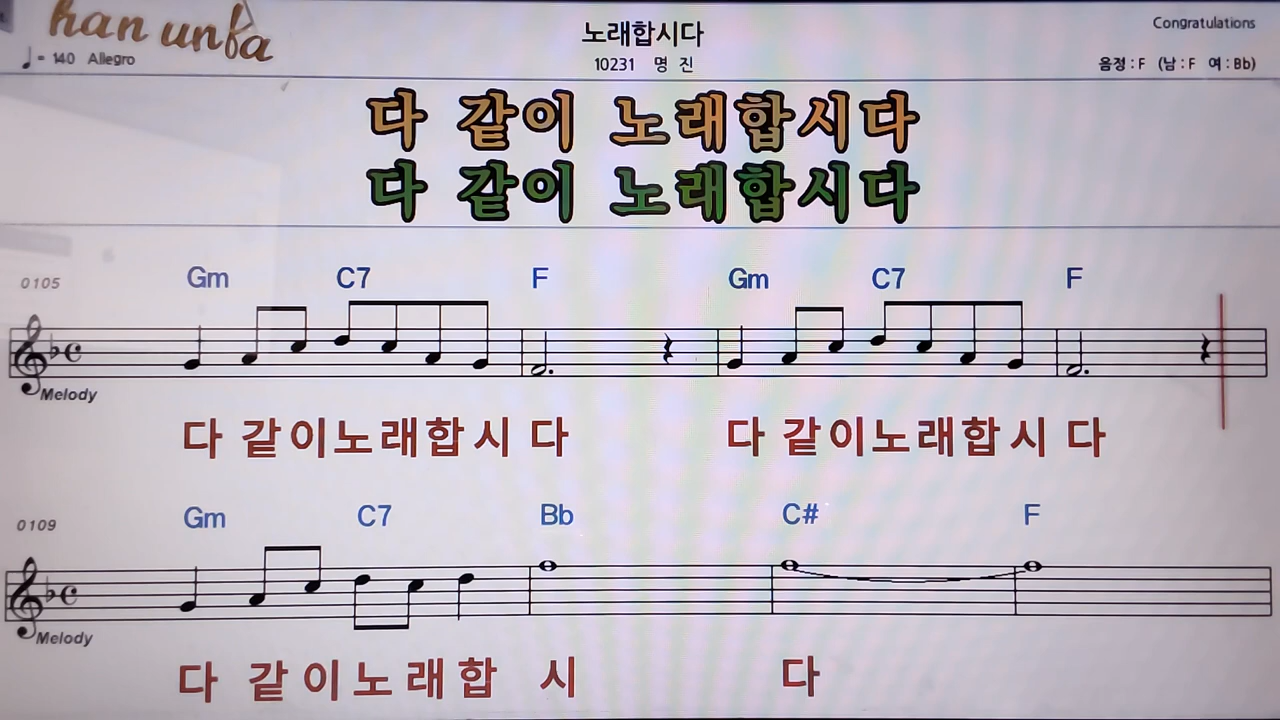 han unfa
노래합시다
Congratulations
♩= 140 Allegro
10231 명 진
음정 : F (남 : F 여 : Bb)
다 같이 노래합시다
다 같이 노래합시다
0105 Gm C7 F Gm C7 F
Melody
다 같이노래합시 다 다 같이노래합시 다
0109 Gm C7 Bb C# F
Melody
다 같이노래합 시 다